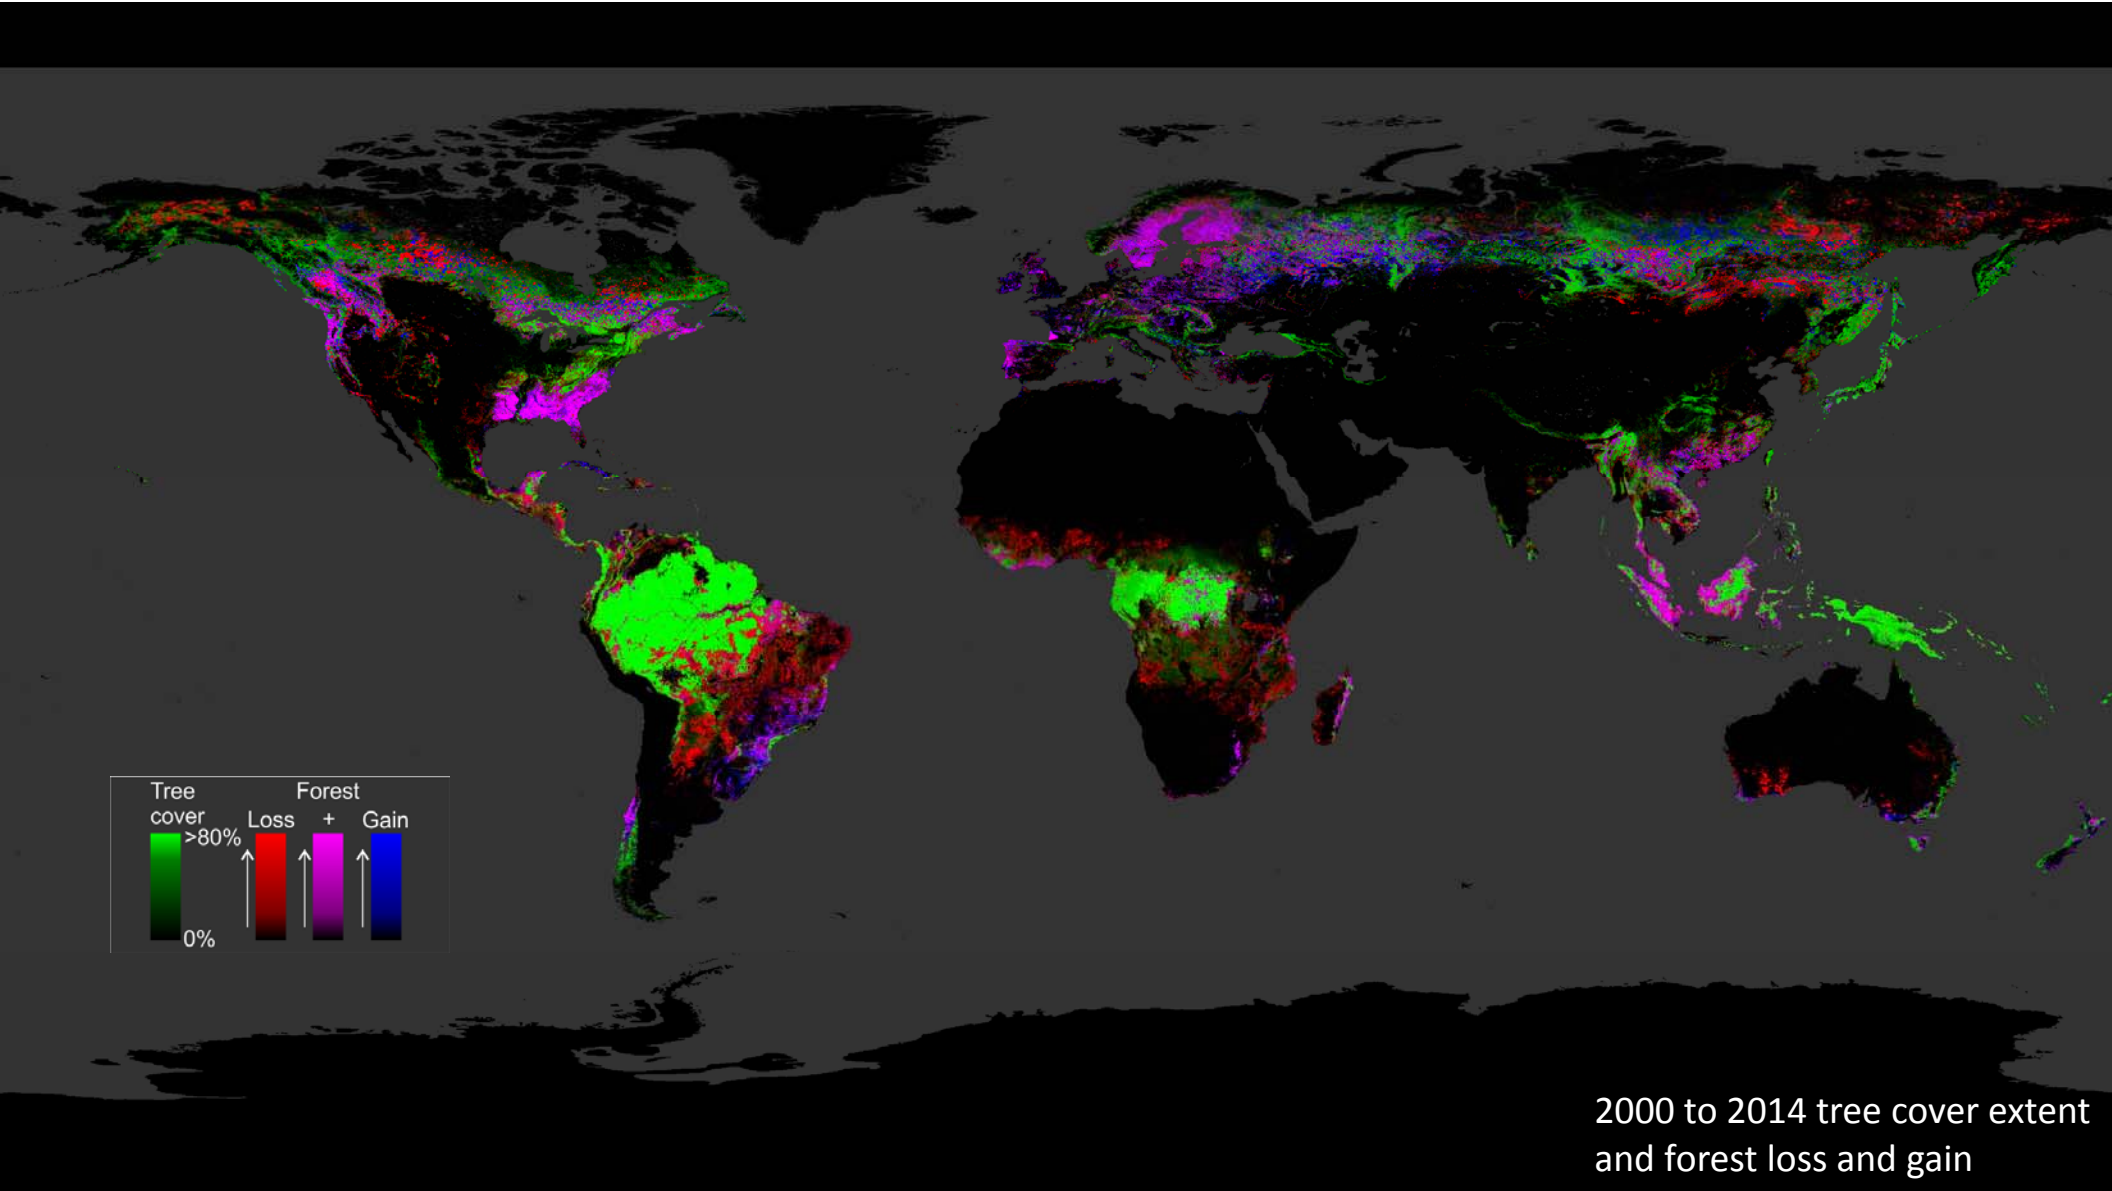 Tree cover
Forest
Loss + Gain
>80%
0%
2000 to 2014 tree cover extent
and forest loss and gain